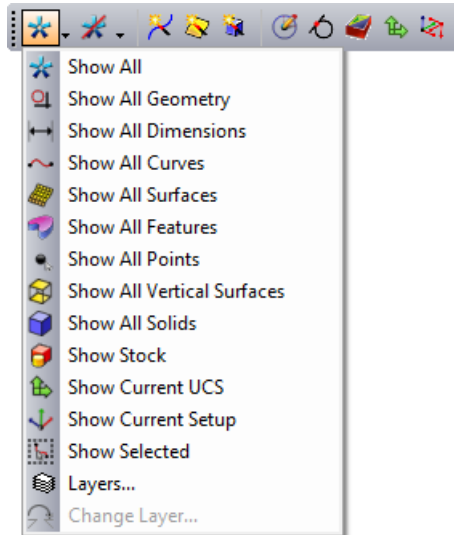 Show All
Show All Geometry
Show All Dimensions
Show All Curves
Show All Surfaces
Show All Features
Show All Points
Show All Vertical Surfaces
Show All Solids
Show Stock
Show Current UCS
Show Current Setup
Show Selected
Layers...
Change Layer...